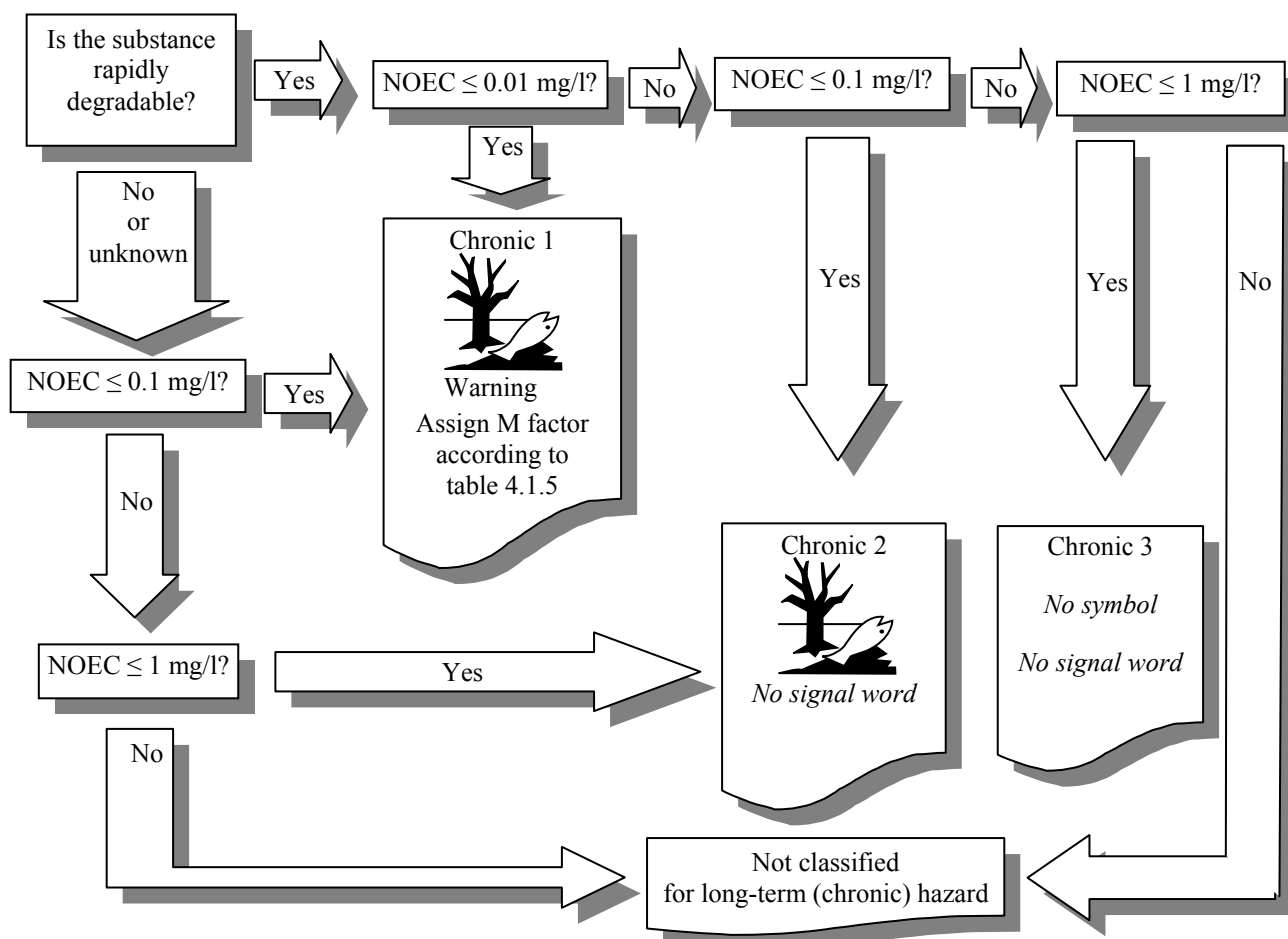 Is the substance
rapidly
degradable?
Yes
NOEC ≤ 0.01 mg/l?
No
NOEC ≤ 0.1 mg/l?
No
NOEC ≤ 1 mg/l?
Yes
No
or
unknown
Chronic 1
Warning
Assign M factor
according to
table 4.1.5
Yes
Yes
No
NOEC ≤ 0.1 mg/l?
Yes
No
Chronic 2
No signal word
Chronic 3
No symbol
No signal word
NOEC ≤ 1 mg/l?
Yes
No
Not classified
for long-term (chronic) hazard